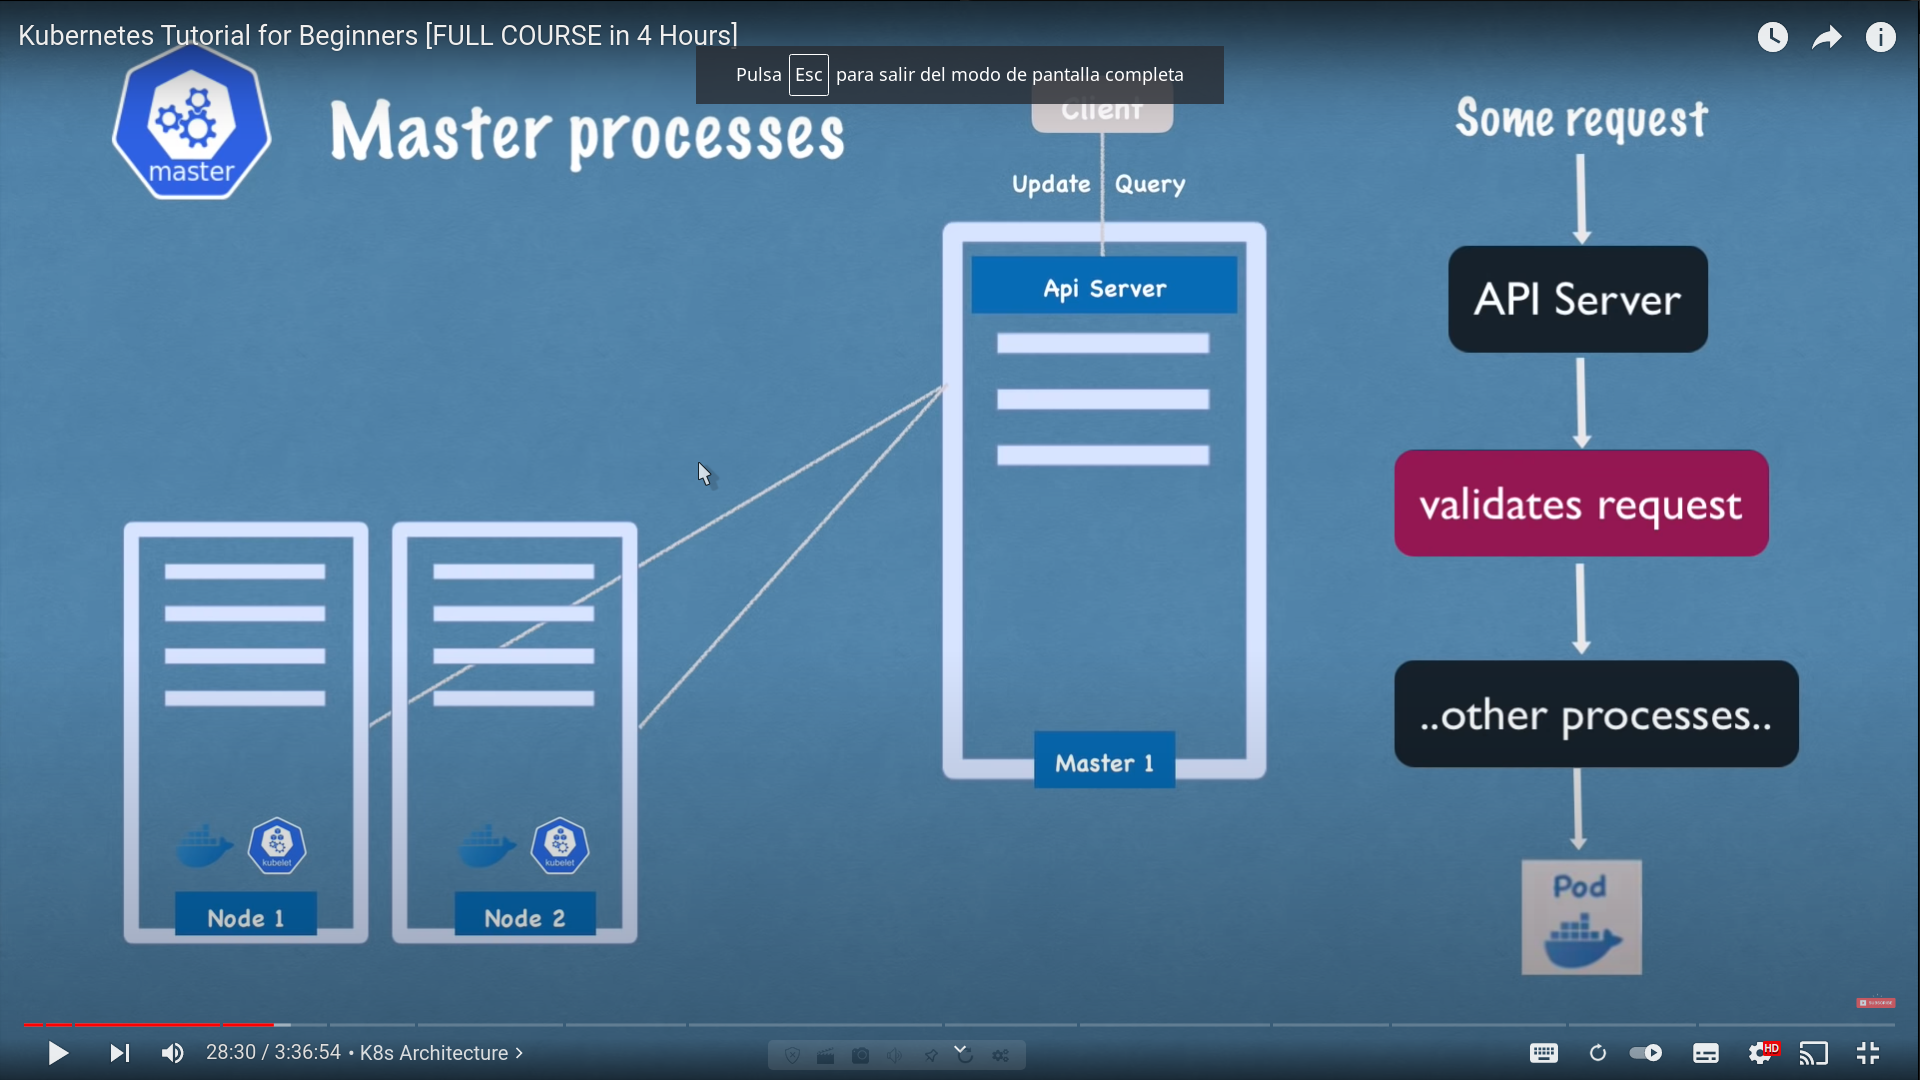 Kubernetes Tutorial for Beginners [FULL COURSE in 4 Hours]
Pulsa Esc para salir del modo de pantalla completa
master
Master processes
Client
Update Query
Api Server
Master 1
kubelet
Node 1
kubelet
Node 2
Some request
API Server
validates request
..other processes..
Pod
SUBSCRIBE
28:30 / 3:36:54 • K8s Architecture
HD